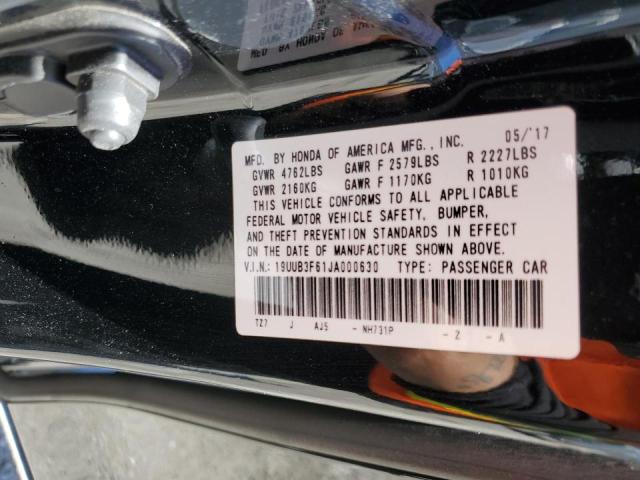 MFD. BY HONDA OF AMERICA MFG., INC. 05/'17
GVWR 4762LBS GAWR F 2579LBS R 2227LBS
GVWR 2160KG GAWR F 1170KG R 1010KG
THIS VEHICLE CONFORMS TO ALL APPLICABLE
FEDERAL MOTOR VEHICLE SAFETY, BUMPER,
AND THEFT PREVENTION STANDARDS IN EFFECT
ON THE DATE OF MANUFACTURE SHOWN ABOVE.
V.I.N.: 19UUB3F61JA000630 TYPE: PASSENGER CAR
TZ7 J AJ5 - NH731P - 2 - A